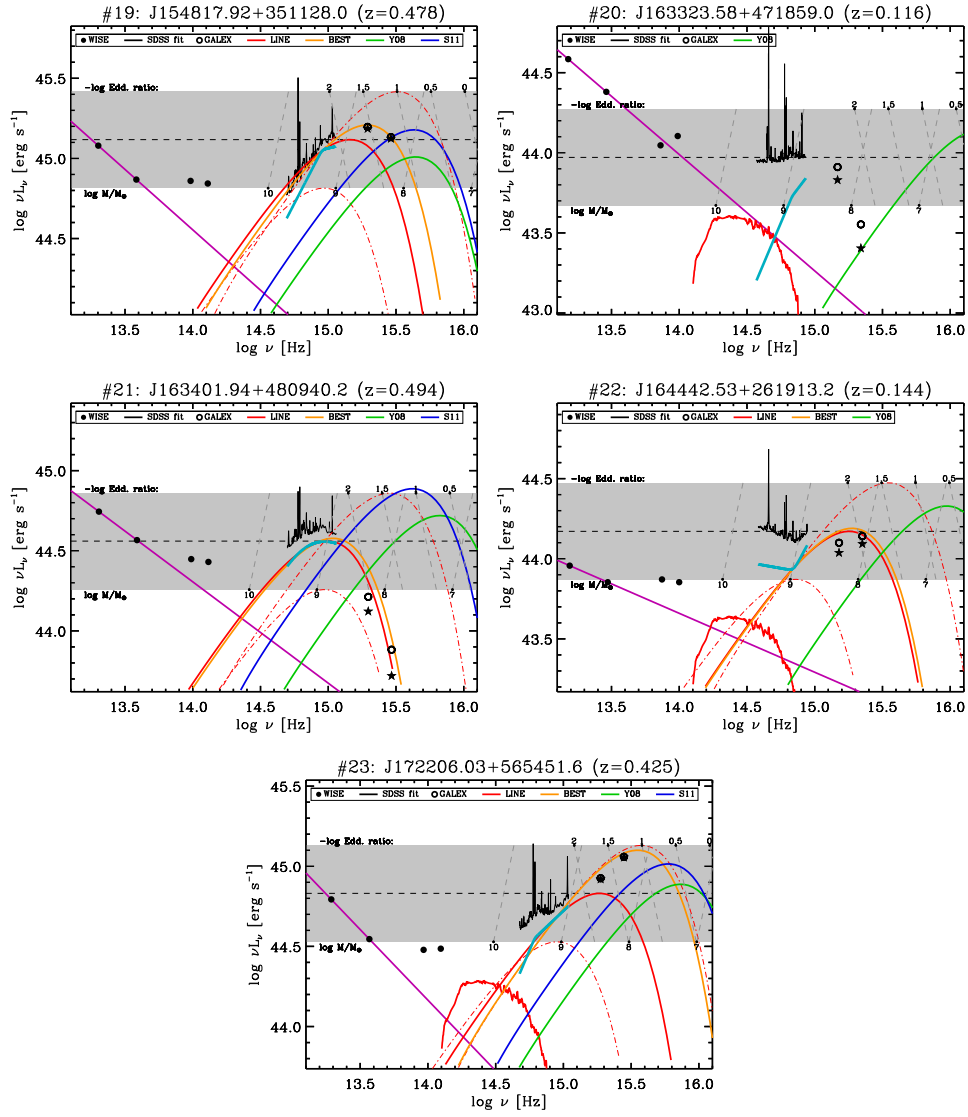 #19: J154817.92+351128.0 (z=0.478)
WISE SDSS fit GALEX LINE BEST Y08 S11
-log Edd. ratio: 2 1.5 1 0.5 0
log M/M● 10 9 8 7
45.5
45.0
44.5
log νLν [erg s⁻¹]
13.5 14.0 14.5 15.0 15.5 16.0
log ν [Hz]
#20: J163323.58+471859.0 (z=0.116)
WISE SDSS fit GALEX Y08
-log Edd. ratio: 2 1.5 1 0.5
log M/M● 10 9 8 7
44.5
44.0
43.5
43.0
log νLν [erg s⁻¹]
13.5 14.0 14.5 15.0 15.5 16.0
log ν [Hz]
#21: J163401.94+480940.2 (z=0.494)
WISE SDSS fit GALEX LINE BEST Y08 S11
-log Edd. ratio: 2 1.5 1 0.5
log M/M● 10 9 8 7
45.0
44.5
44.0
log νLν [erg s⁻¹]
13.5 14.0 14.5 15.0 15.5 16.0
log ν [Hz]
#22: J164442.53+261913.2 (z=0.144)
WISE SDSS fit GALEX LINE BEST Y08
-log Edd. ratio: 2 1.5 1 0.5
log M/M● 10 9 8 7
44.5
44.0
43.5
log νLν [erg s⁻¹]
13.5 14.0 14.5 15.0 15.5 16.0
log ν [Hz]
#23: J172206.03+565451.6 (z=0.425)
WISE SDSS fit GALEX LINE BEST Y08 S11
-log Edd. ratio: 2 1.5 1 0.5 0
log M/M● 10 9 8 7
45.5
45.0
44.5
44.0
log νLν [erg s⁻¹]
13.5 14.0 14.5 15.0 15.5 16.0
log ν [Hz]